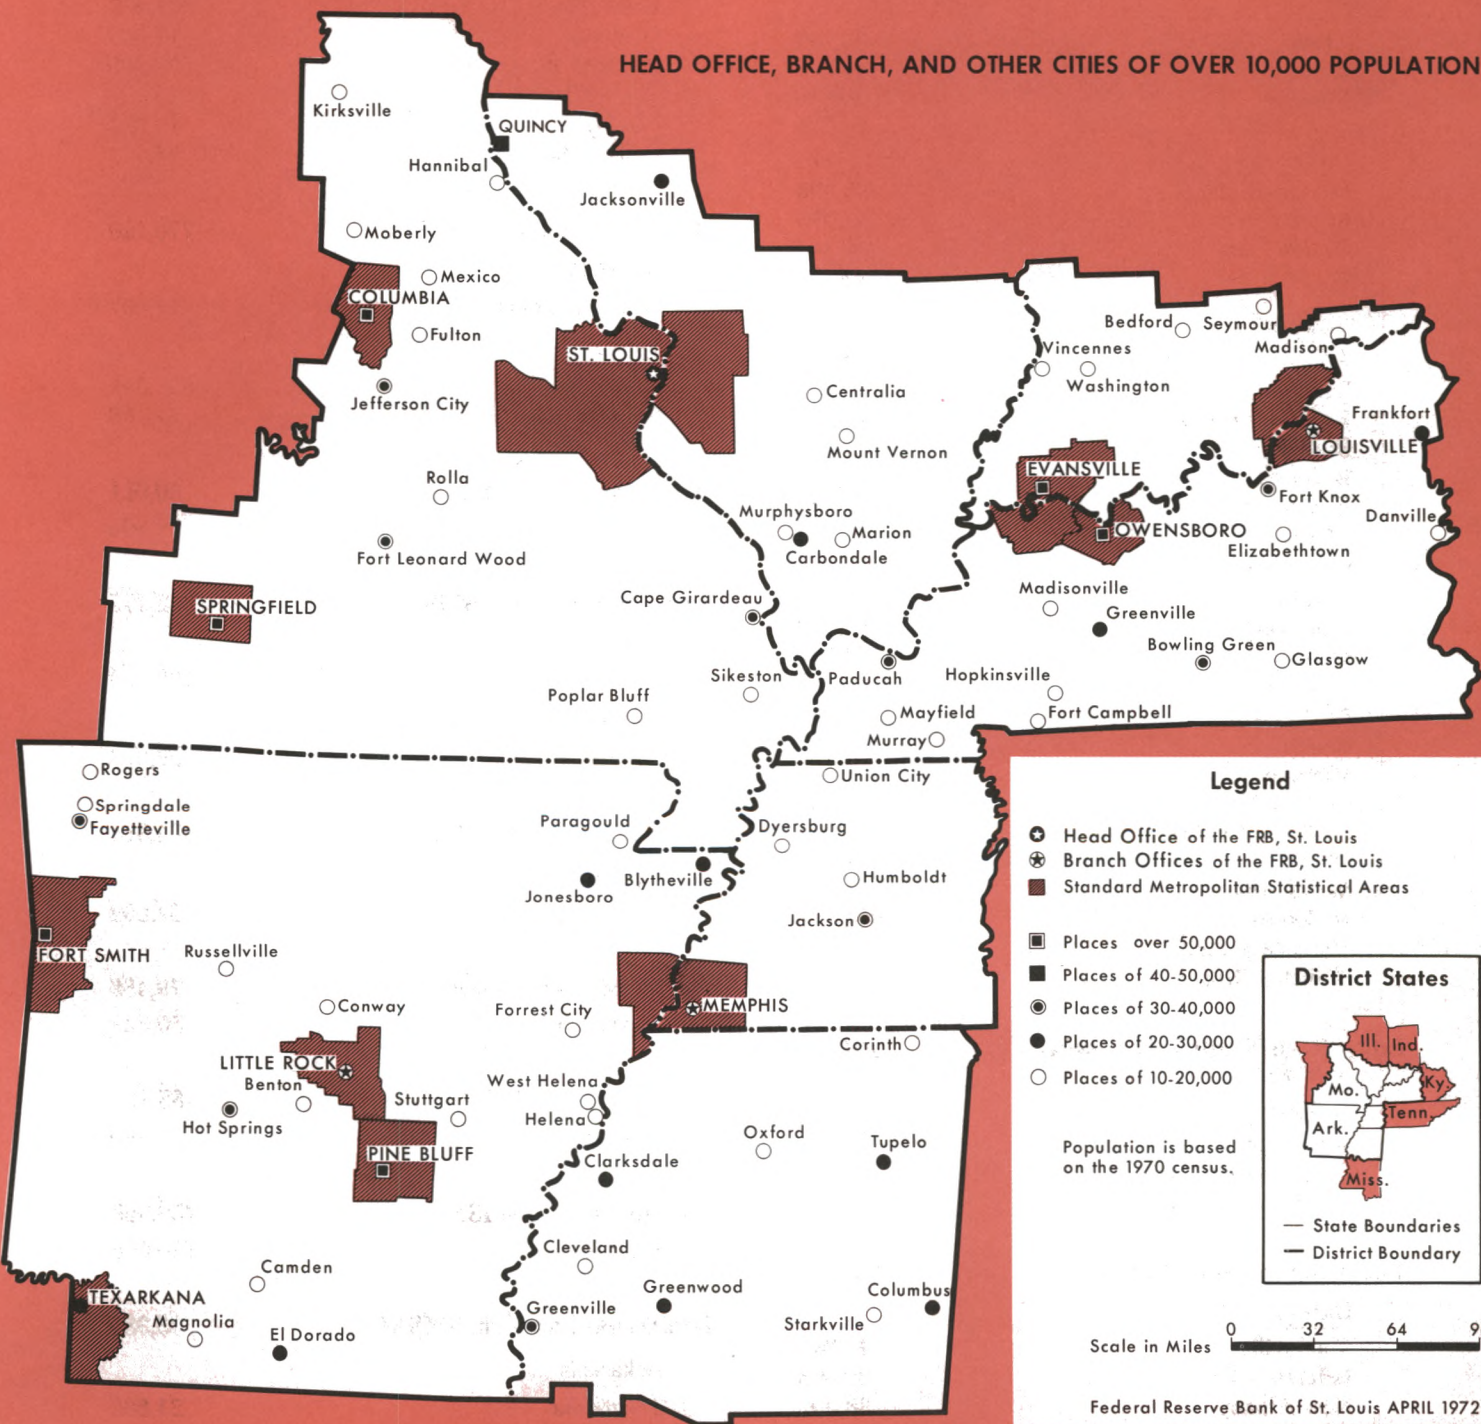 HEAD OFFICE, BRANCH, AND OTHER CITIES OF OVER 10,000 POPULATION
Kirksville
QUINCY
Hannibal
Jacksonville
Moberly
Mexico
COLUMBIA
Fulton
ST. LOUIS
Jefferson City
Centralia
Mount Vernon
Bedford
Seymour
Madison
Vincennes
Washington
Frankfort
LOUISVILLE
EVANSVILLE
Rolla
Fort Knox
Murphysboro
Marion
Carbondale
OWENSBORO
Danville
Elizabethtown
Fort Leonard Wood
SPRINGFIELD
Cape Girardeau
Madisonville
Greenville
Bowling Green
Glasgow
Sikeston
Paducah
Hopkinsville
Poplar Bluff
Mayfield
Fort Campbell
Murray
Rogers
Union City
Springdale
Fayetteville
Paragould
Dyersburg
Blytheville
Jonesboro
Humboldt
Jackson
FORT SMITH
Russellville
Conway
Forrest City
MEMPHIS
Corinth
LITTLE ROCK
Benton
West Helena
Stuttgart
Helena
Hot Springs
Oxford
Tupelo
PINE BLUFF
Clarksdale
Cleveland
Camden
Greenwood
Columbus
TEXARKANA
Greenville
Starkville
Magnolia
El Dorado
Legend
Head Office of the FRB, St. Louis
Branch Offices of the FRB, St. Louis
Standard Metropolitan Statistical Areas
Places over 50,000
Places of 40-50,000
Places of 30-40,000
Places of 20-30,000
Places of 10-20,000
Population is based
on the 1970 census.
District States
Ill.
Ind.
Mo.
Ky.
Tenn.
Ark.
Miss.
State Boundaries
District Boundary
Scale in Miles
0 32 64 9
Federal Reserve Bank of St. Louis APRIL 1972